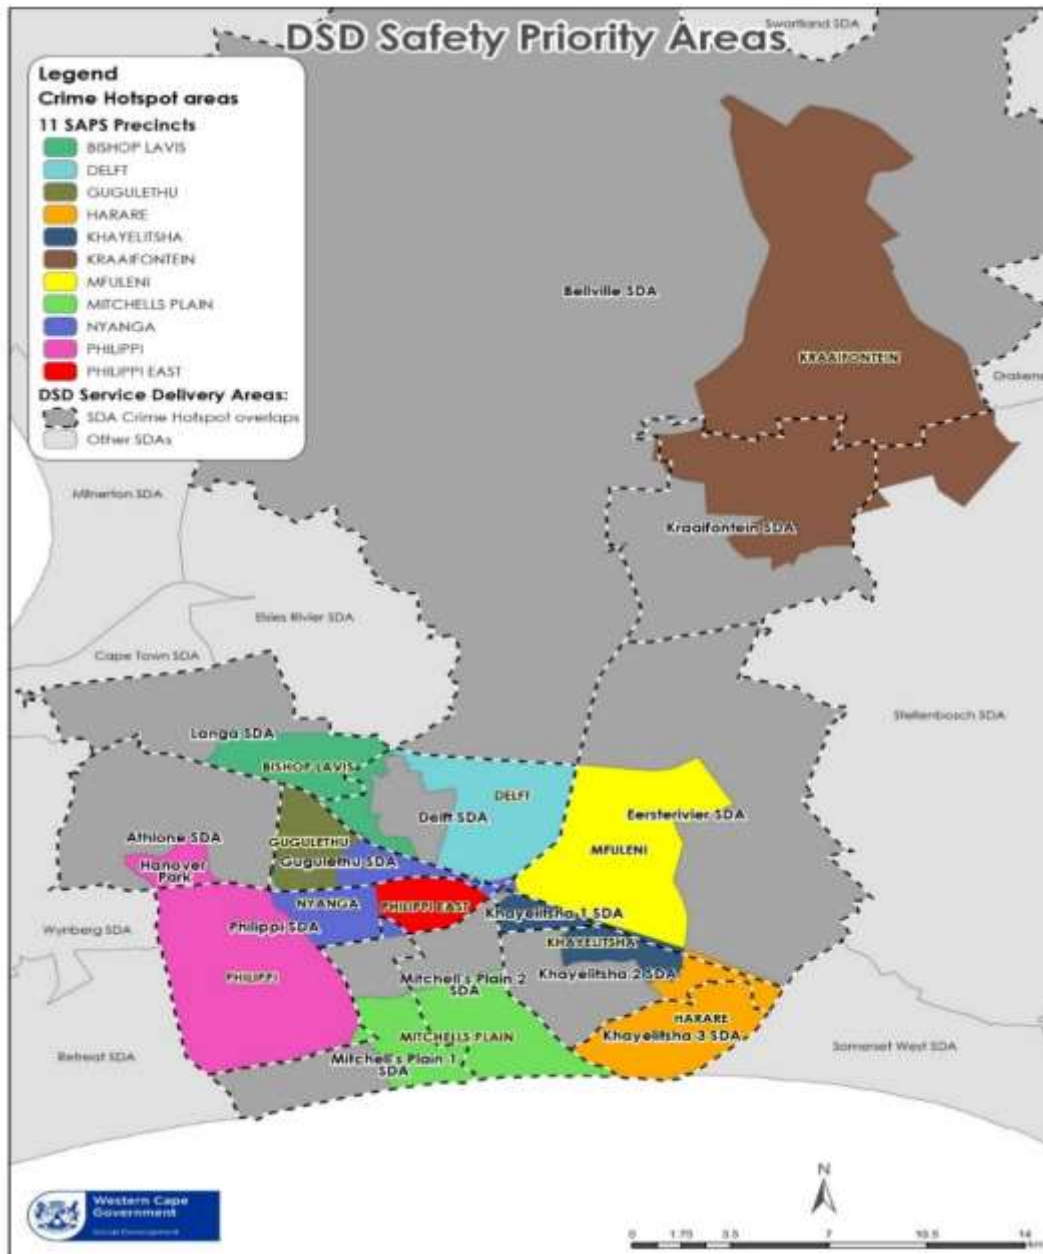 Swartland SDA
DSD Safety Priority Areas
Legend
Crime Hotspot areas
11 SAPS Precincts
BISHOP LAVIS
DELFT
GUGULETHU
HARARE
KHAYELITSHA
KRAAIFONTEIN
MFULENI
MITCHELLS PLAIN
NYANGA
PHILIPPI
PHILIPPI EAST
DSD Service Delivery Areas:
SDA Crime Hotspot overlaps
Other SDAs
Bellville SDA
KRAAIFONTEIN
Drakens
Milnerton SDA
Kraaifontein SDA
Elsies Rivier SDA
Cape Town SDA
Stellenbosch SDA
Langa SDA
BISHOP LAVIS
DELFT
Delft SDA
Eersterivier SDA
Athlone SDA
GUGULETHU
Gugulethu SDA
MFULENI
Hanover
Park
NYANGA
PHILIPPI EAST
Khayelitsha 1 SDA
Wynberg SDA
Philippi SDA
KHAYELITSHA
PHILIPPI
Mitchell's Plain 2
SDA
Khayelitsha 2 SDA
HARARE
Khayelitsha 3 SDA
MITCHELLS PLAIN
Retreat SDA
Mitchell's Plain 1
SDA
Somerset West SDA
N
Western Cape
Government
Social Development
0 1.75 3.5 7 10.5 14